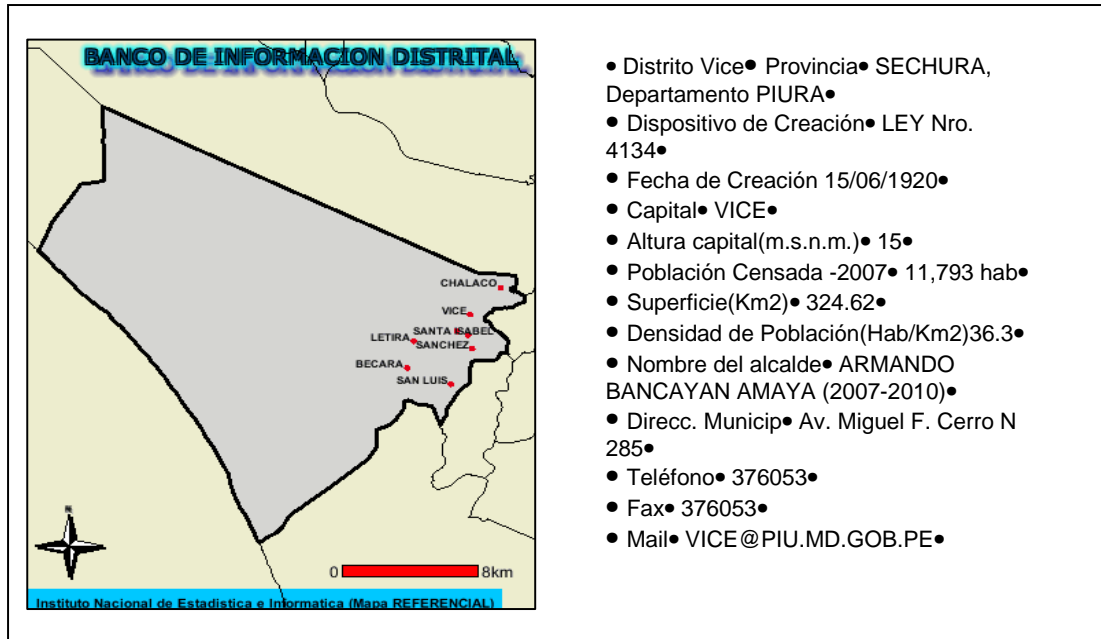 BANCO DE INFORMACION DISTRITAL
CHALACO
VICE
SANTA ISABEL
LETIRA
SANCHEZ
BECARA
SAN LUIS
N
0 8km
Instituto Nacional de Estadistica e Informatica (Mapa REFERENCIAL)
• Distrito Vice• Provincia• SECHURA,
Departamento PIURA•
• Dispositivo de Creación• LEY Nro.
4134•
• Fecha de Creación 15/06/1920•
• Capital• VICE•
• Altura capital(m.s.n.m.)• 15•
• Población Censada -2007• 11,793 hab•
• Superficie(Km2)• 324.62•
• Densidad de Población(Hab/Km2)36.3•
• Nombre del alcalde• ARMANDO
BANCAYAN AMAYA (2007-2010)•
• Direcc. Municip• Av. Miguel F. Cerro N
285•
• Teléfono• 376053•
• Fax• 376053•
• Mail• VICE@PIU.MD.GOB.PE•